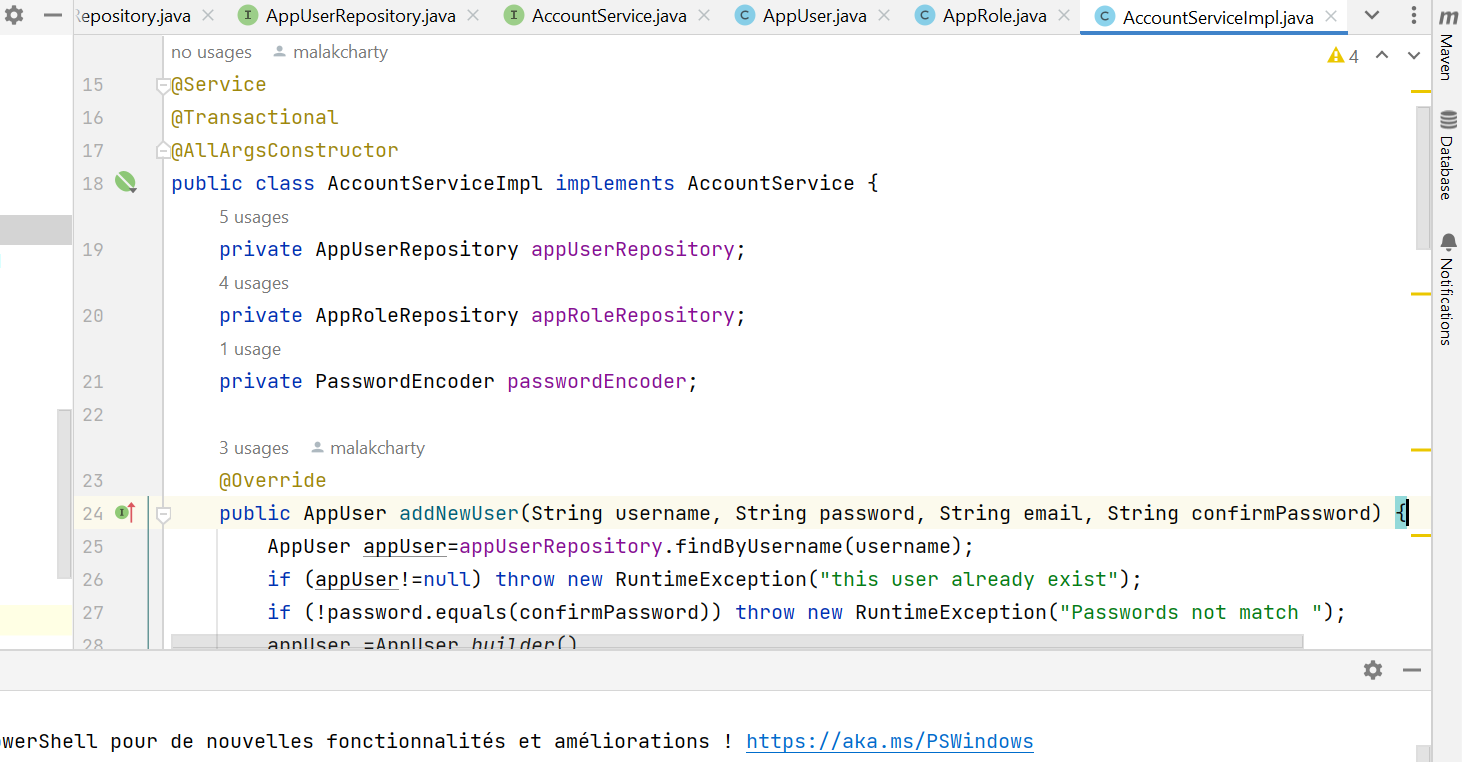 epository.java AppUserRepository.java AccountService.java AppUser.java AppRole.java AccountServiceImpl.java
no usages malakcharty
4
15 @Service
16 @Transactional
17 @AllArgsConstructor
18 public class AccountServiceImpl implements AccountService {
5 usages
19 private AppUserRepository appUserRepository;
4 usages
20 private AppRoleRepository appRoleRepository;
1 usage
21 private PasswordEncoder passwordEncoder;
22
3 usages malakcharty
23 @Override
24 public AppUser addNewUser(String username, String password, String email, String confirmPassword) {
25 AppUser appUser=appUserRepository.findByUsername(username);
26 if (appUser!=null) throw new RuntimeException("this user already exist");
27 if (!password.equals(confirmPassword)) throw new RuntimeException("Passwords not match ");
28 appUser =AppUser.builder()
owerShell pour de nouvelles fonctionnalités et améliorations ! https://aka.ms/PSWindows
m
Maven
Database
Notifications